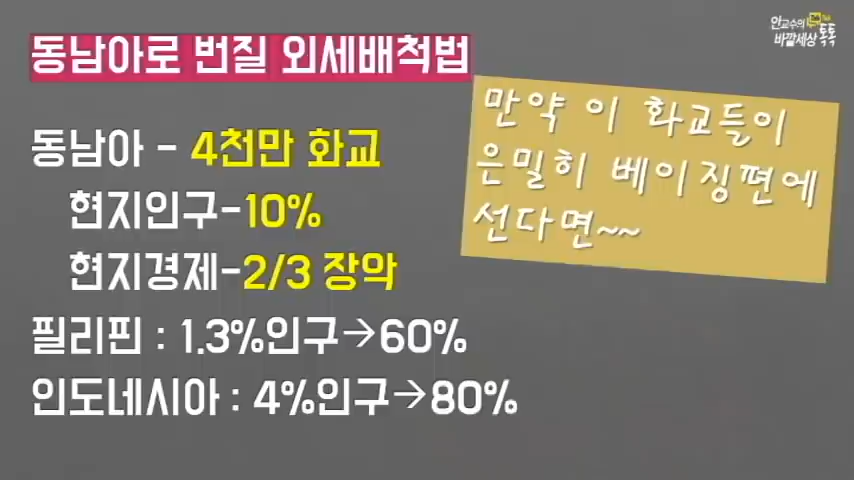 동남아로 번질 외세배척법
안교수의
바깥세상 톡톡
동남아 - 4천만 화교
현지인구-10%
현지경제-2/3 장악
필리핀 : 1.3%인구→60%
인도네시아 : 4%인구→80%
만약 이 화교들이
은밀히 베이징편에
선다면~~